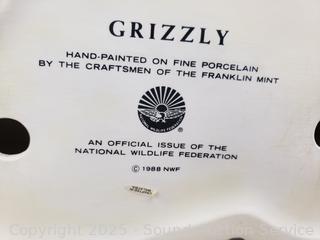 GRIZZLY
HAND-PAINTED ON FINE PORCELAIN
BY THE CRAFTSMEN OF THE FRANKLIN MINT
®
AN OFFICIAL ISSUE OF THE
NATIONAL WILDLIFE FEDERATION
© 1988 NWF
Copyright 2025 - Sound Auction Service